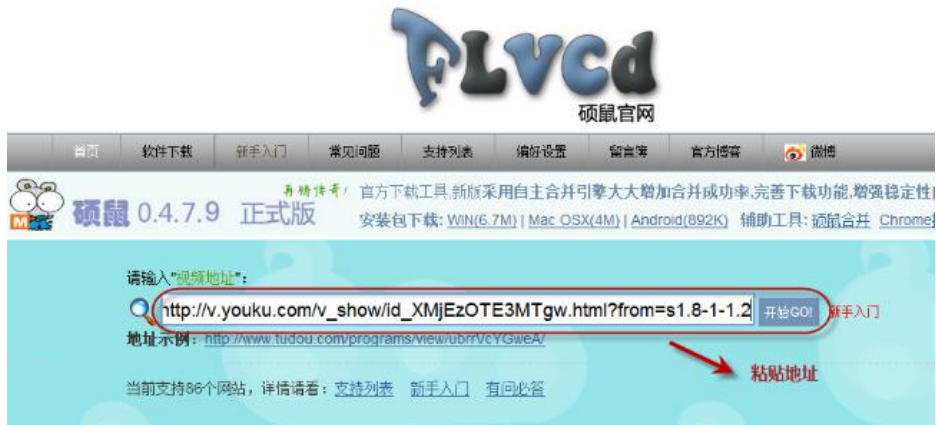 FLVCD
硕鼠官网
首页 软件下载 新手入门 常见问题 支持列表 偏好设置 留言簿 官方博客 微博
硕鼠 0.4.7.9 正式版 再续传奇! 官方下载工具,新版采用自主合并引擎大大增加合并成功率,完善下载功能,增强稳定性
安装包下载: WIN(6.7M) | Mac OSX(4M) | Android(892K) 辅助工具: 硕鼠合并 Chrome
请输入"视频地址":
http://v.youku.com/v_show/id_XMjEzOTE3MTgw.html?from=s1.8-1-1.2 开始GO! 新手入门
地址示例: http://www.tudou.com/programs/view/ubrrVcYGweA/
粘贴地址
当前支持86个网站，详情请看: 支持列表 新手入门 有问必答